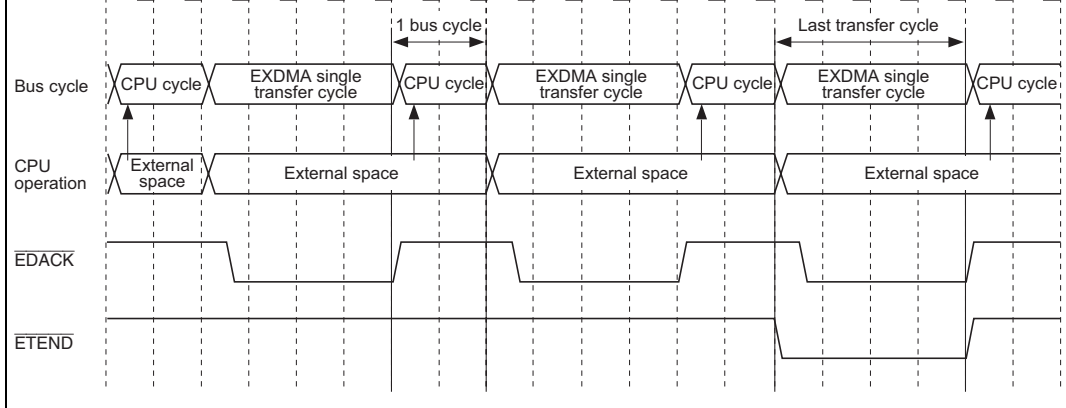 1 bus cycle
Last transfer cycle
Bus cycle
CPU cycle
EXDMA single
transfer cycle
CPU cycle
EXDMA single
transfer cycle
CPU cycle
EXDMA single
transfer cycle
CPU cycle
CPU
operation
External
space
External space
External space
External space
EDACK
ETEND